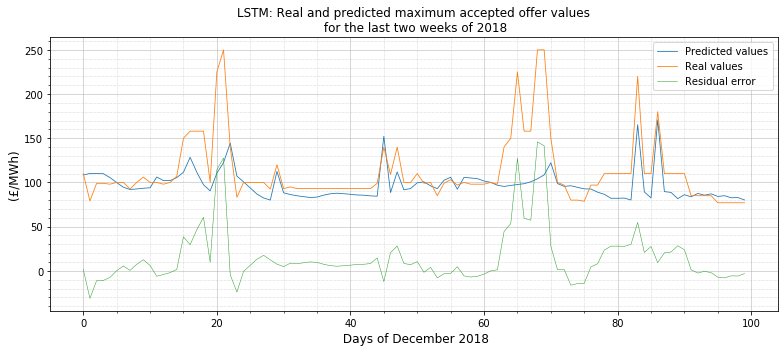 LSTM: Real and predicted maximum accepted offer values
for the last two weeks of 2018
Predicted values
Real values
Residual error
250
200
150
100
50
0
(£/MWh)
0 20 40 60 80 100
Days of December 2018